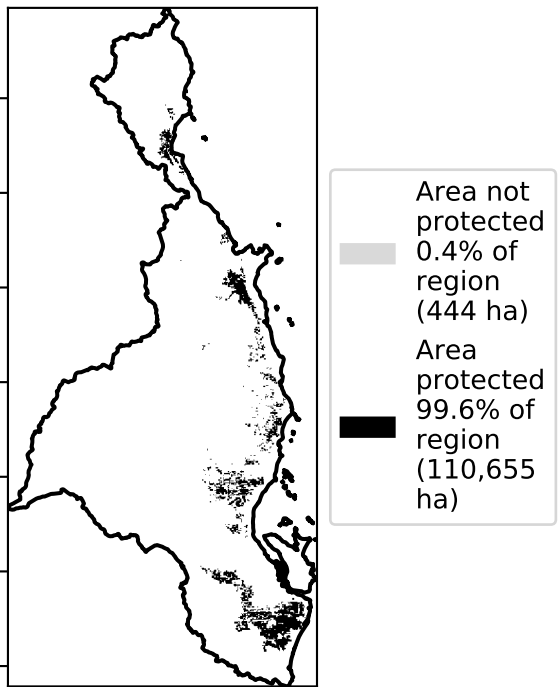 Area not
protected
0.4% of
region
(444 ha)
Area
protected
99.6% of
region
(110,655
ha)